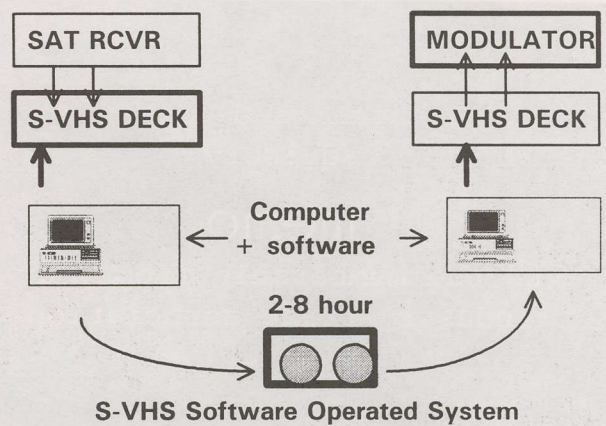 SAT RCVR
MODULATOR
S-VHS DECK
S-VHS DECK
Computer
+ software
2-8 hour
S-VHS Software Operated System